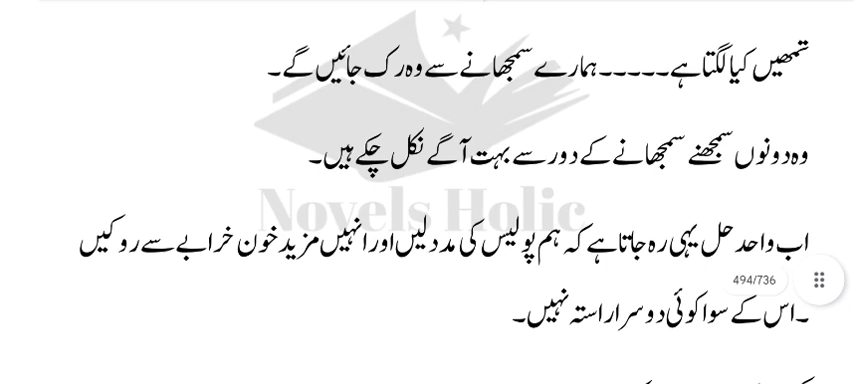 تمھیں کیا لگتا ہے۔۔۔۔۔ ہمارے سمجھانے سے وہ رک جائیں گے۔
وہ دونوں سمجھنے سمجھانے کے دور سے بہت آگے نکل چکے ہیں۔
Novels Holic
اب واحد حل یہی رہ جاتا ہے کہ ہم پولیس کی مدد لیں اور انہیں مزید خون خرابے سے روکیں
494/736
۔اس کے سوا کوئی دوسرا راستہ نہیں۔